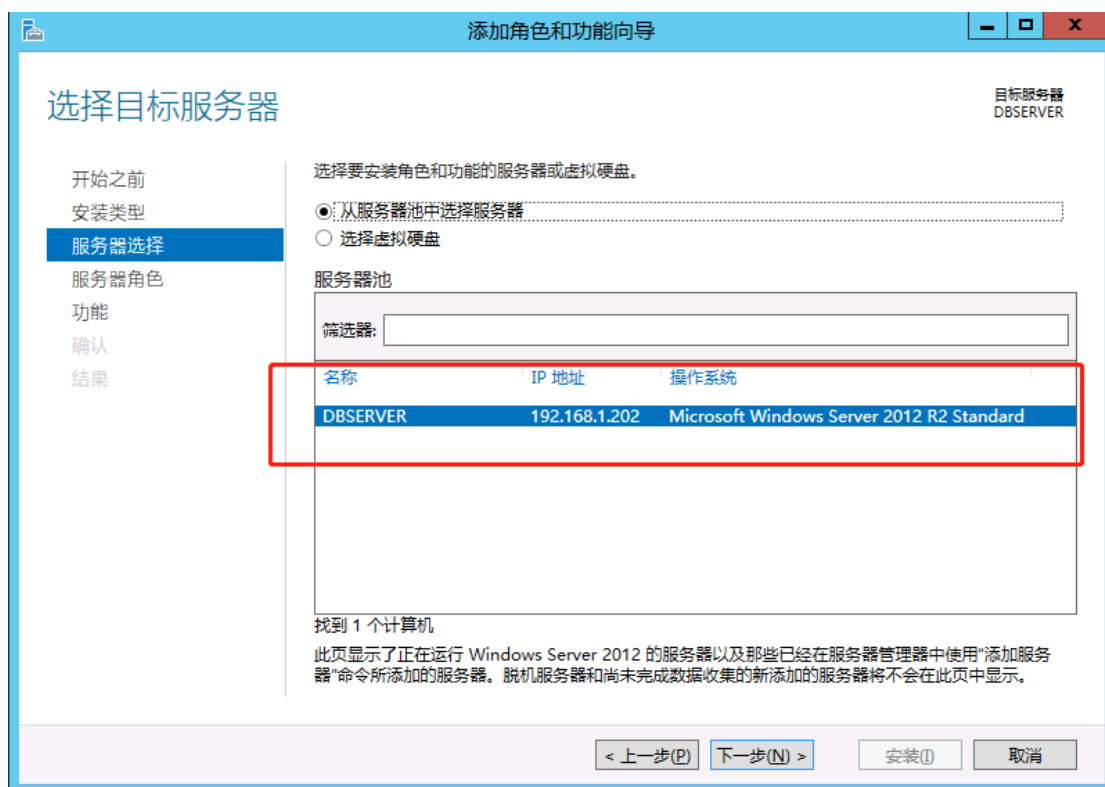 添加角色和功能向导
选择目标服务器
目标服务器
DBSERVER
开始之前
安装类型
服务器选择
服务器角色
功能
确认
结果
选择要安装角色和功能的服务器或虚拟硬盘。
从服务器池中选择服务器
选择虚拟硬盘
服务器池
筛选器:
名称 IP 地址 操作系统
DBSERVER 192.168.1.202 Microsoft Windows Server 2012 R2 Standard
找到 1 个计算机
此页显示了正在运行 Windows Server 2012 的服务器以及那些已经在服务器管理器中使用"添加服务
器"命令所添加的服务器。脱机服务器和尚未完成数据收集的新添加的服务器将不会在此页中显示。
< 上一步(P) 下一步(N) > 安装(I) 取消